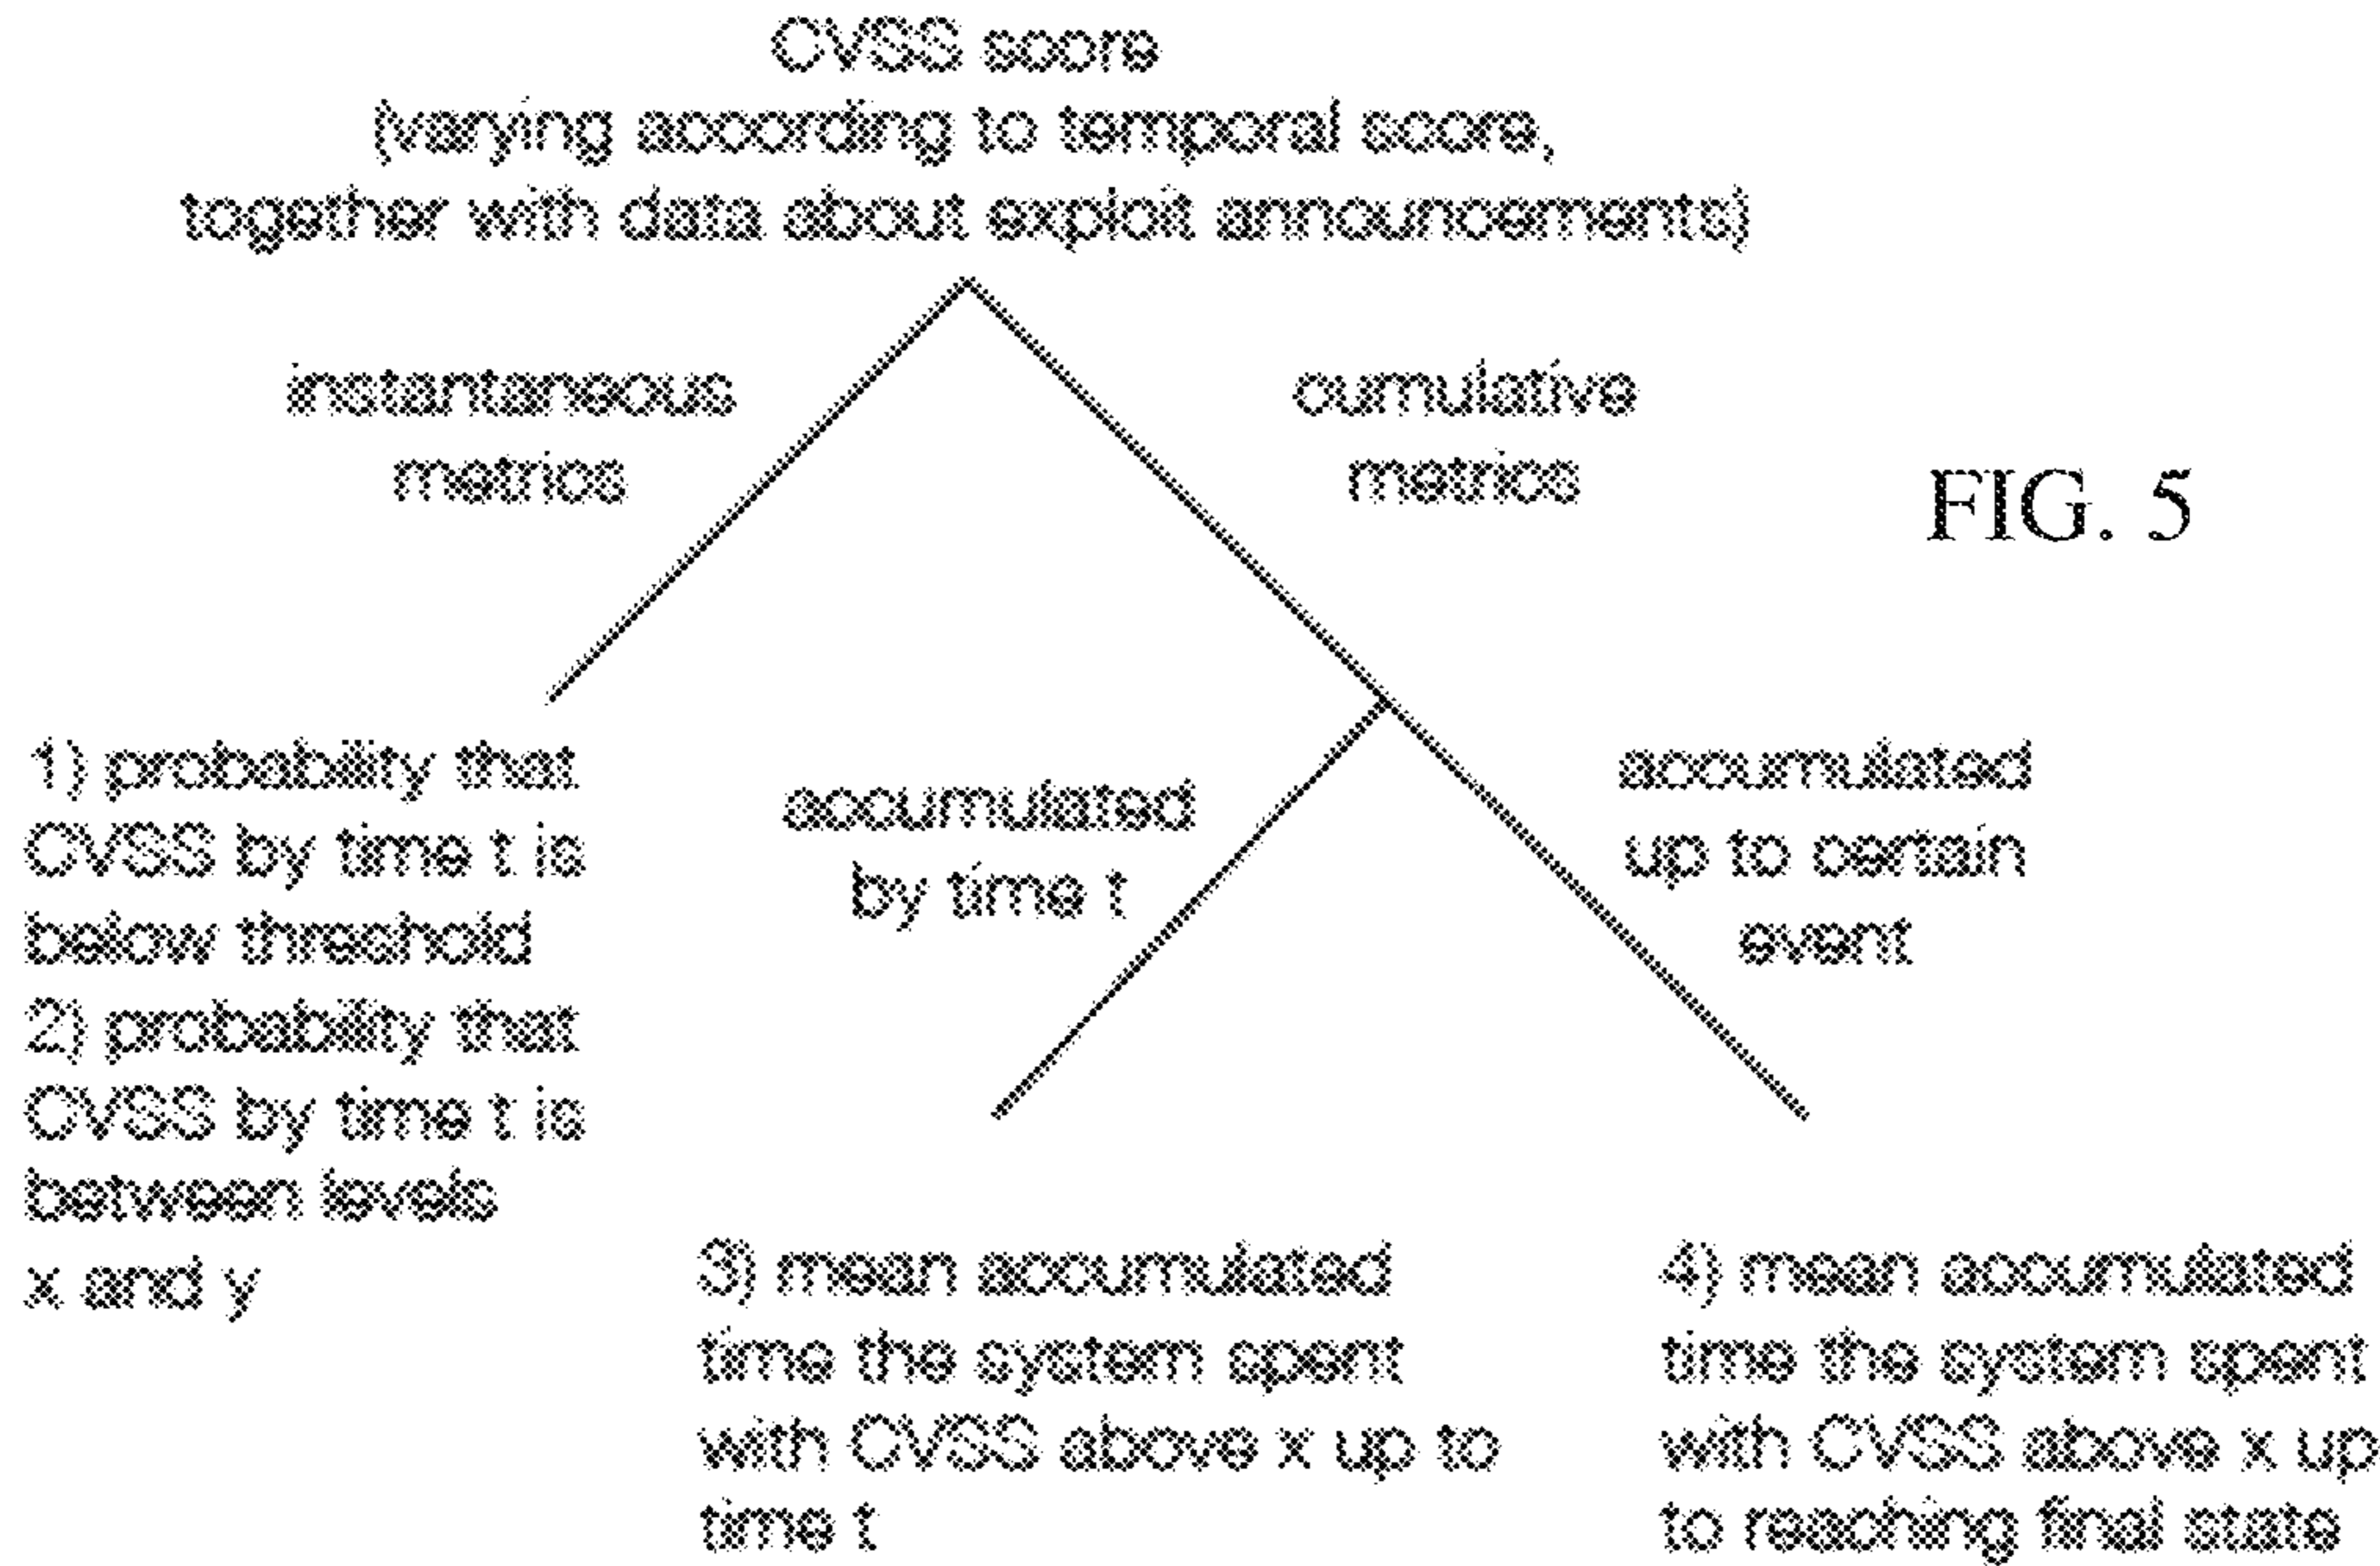 CVSS score
(varying according to temporal score,
together with data about exploit announcements)
instantaneous
metrics
cumulative
metrics
FIG. 5
1) probability that
CVSS by time t is
below threshold
2) probability that
CVSS by time t is
between levels
x and y
accumulated
by time t
accumulated
up to certain
event
3) mean accumulated
time the system spent
with CVSS above x up to
time t
4) mean accumulated
time the system spent
with CVSS above x up
to reaching final state